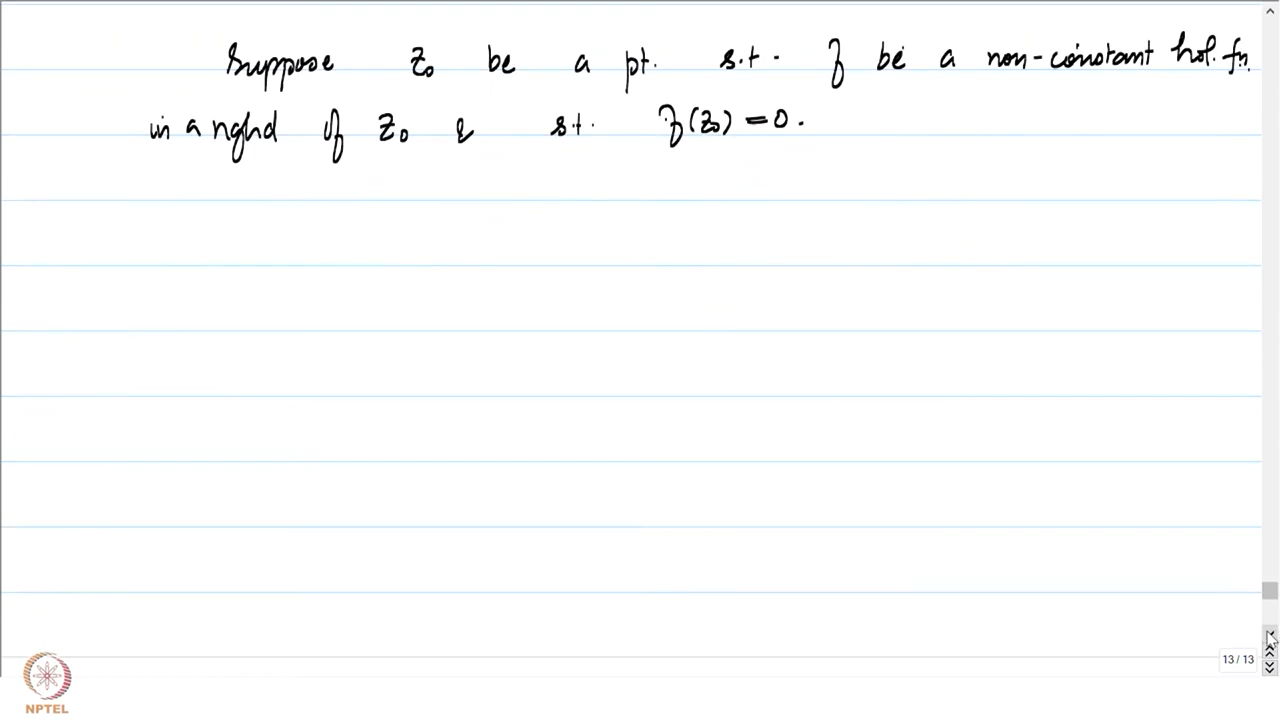 Suppose z₀ be a pt. s.t. f be a non-constant hol. fn.
in a nghd of z₀ & s.t. f(z₀) = 0.
13 / 13
NPTEL